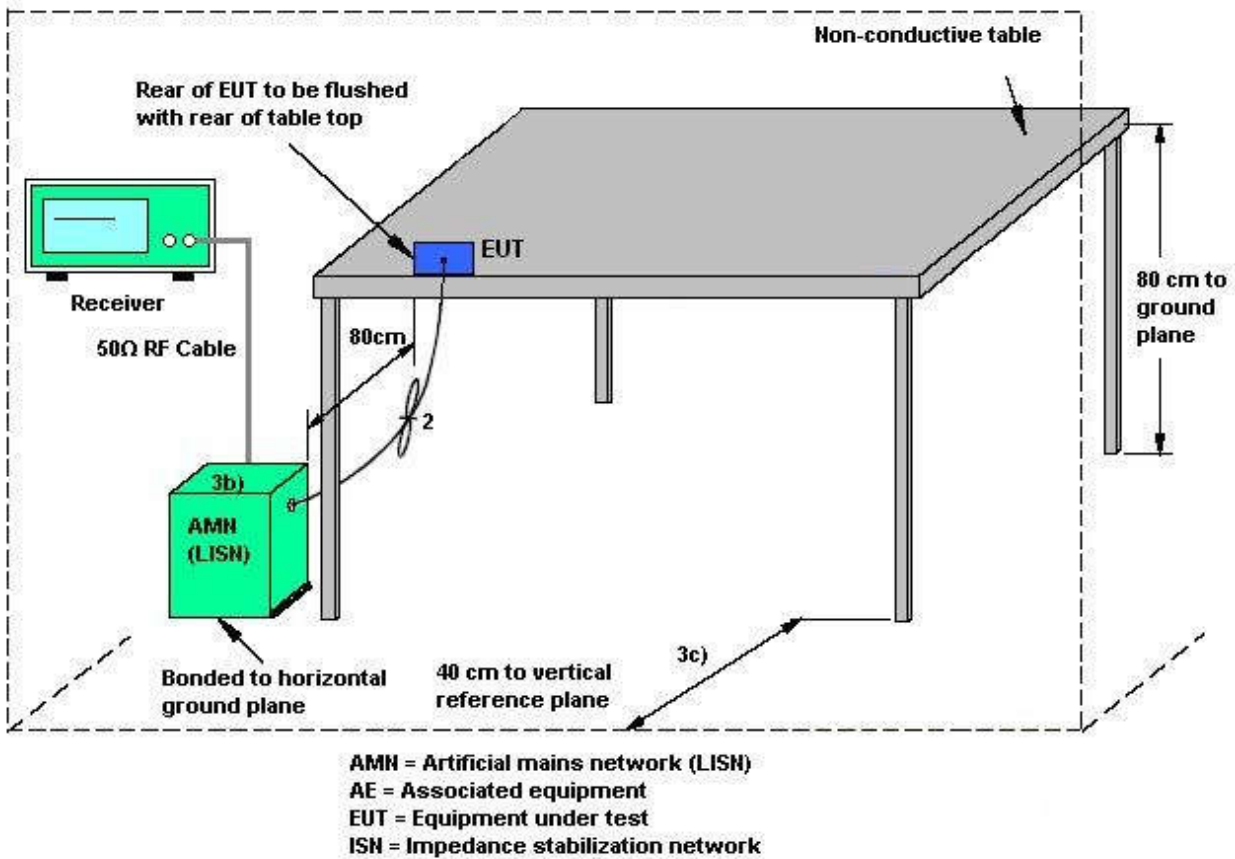 Non-conductive table
Rear of EUT to be flushed
with rear of table top
EUT
Receiver
80 cm to
ground
plane
50Ω RF Cable
80cm
2
3b)
AMN
(LISN)
3c)
Bonded to horizontal
ground plane
40 cm to vertical
reference plane
AMN = Artificial mains network (LISN)
AE = Associated equipment
EUT = Equipment under test
ISN = Impedance stabilization network